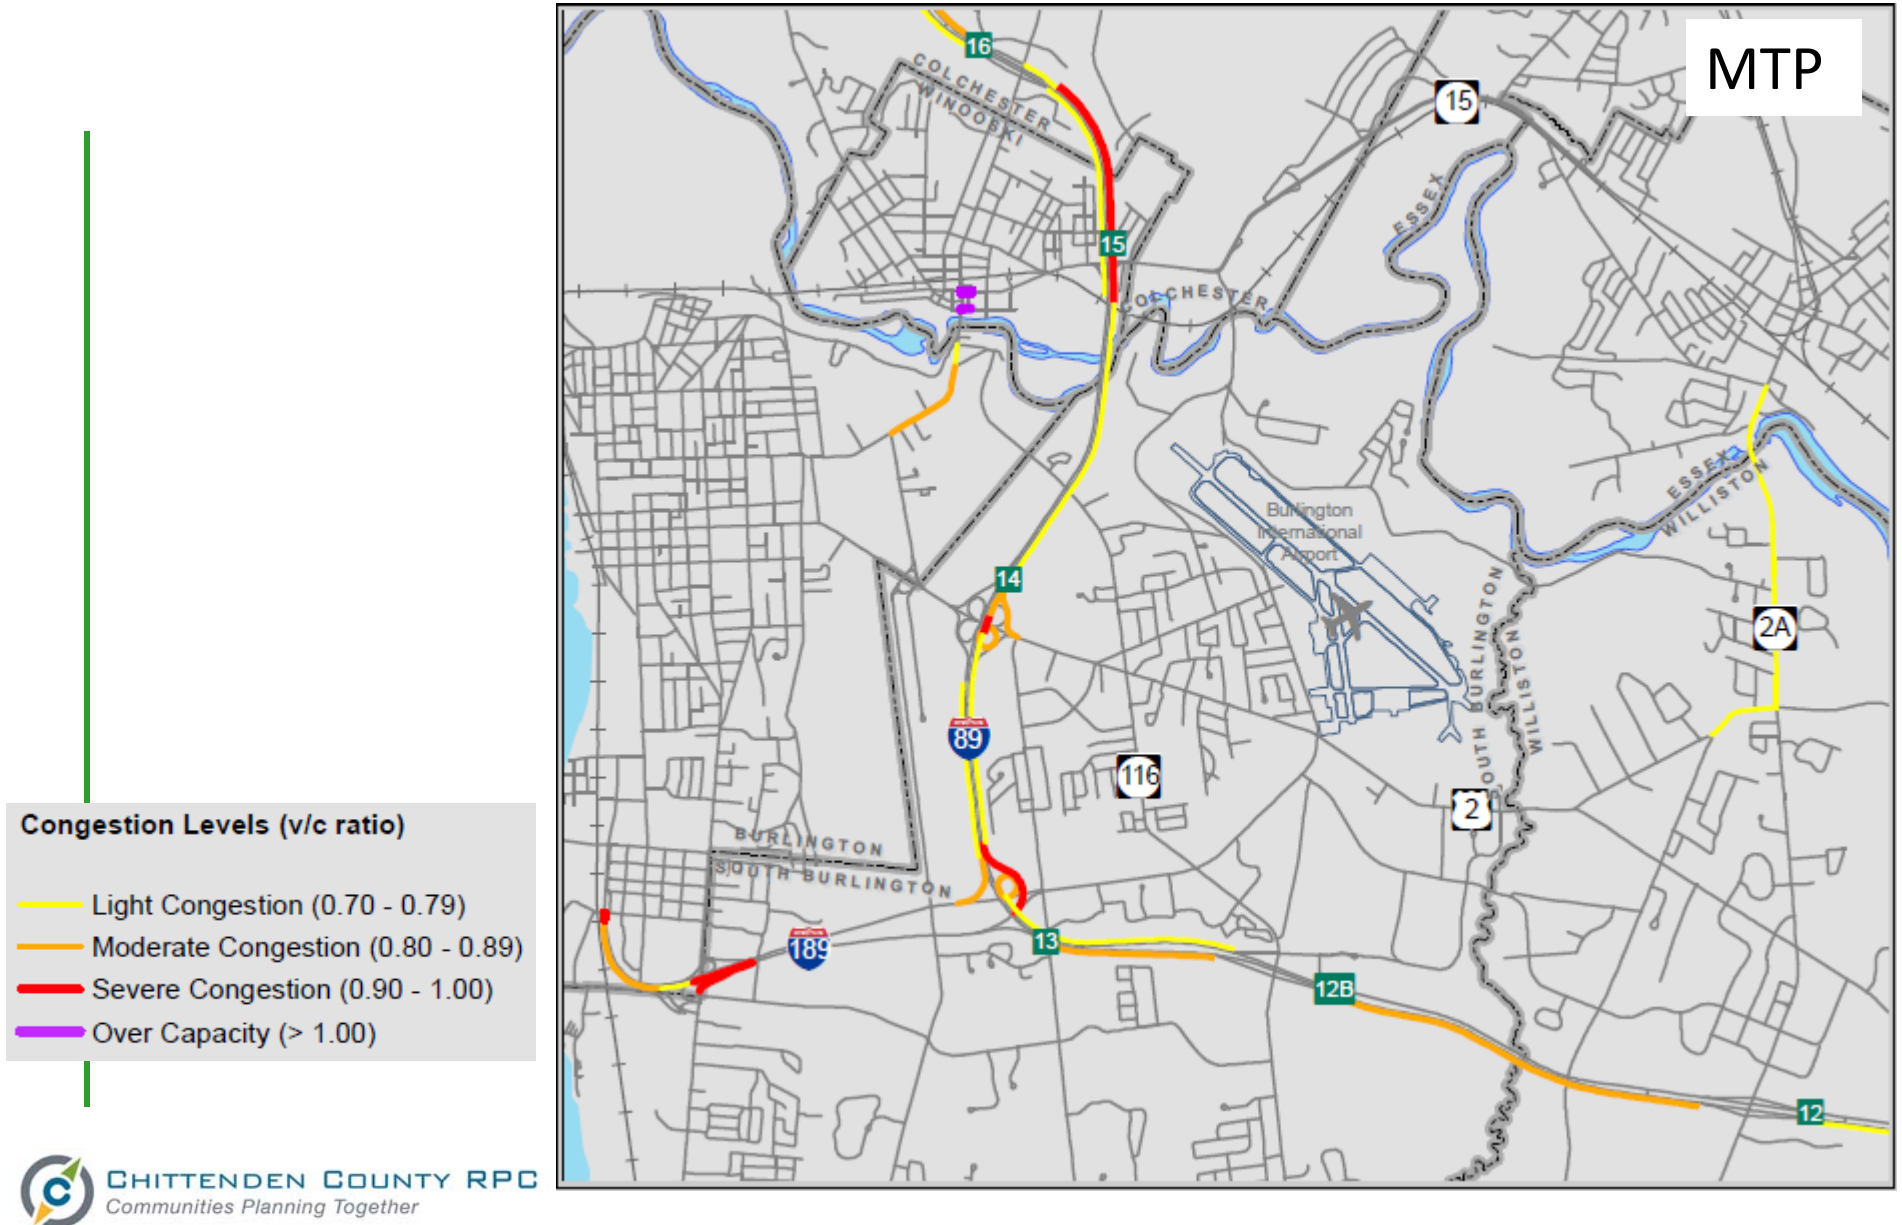 MTP
16
COLCHESTER
WINOOSKI
15
ESSEX
15
COLCHESTER
ESSEX
WILLISTON
Burlington
International
Airport
14
SOUTH BURLINGTON
WILLISTON
2A
89
116
2
BURLINGTON
SOUTH BURLINGTON
189
13
12B
12
Congestion Levels (v/c ratio)
Light Congestion (0.70 - 0.79)
Moderate Congestion (0.80 - 0.89)
Severe Congestion (0.90 - 1.00)
Over Capacity (> 1.00)
CHITTENDEN COUNTY RPC
Communities Planning Together